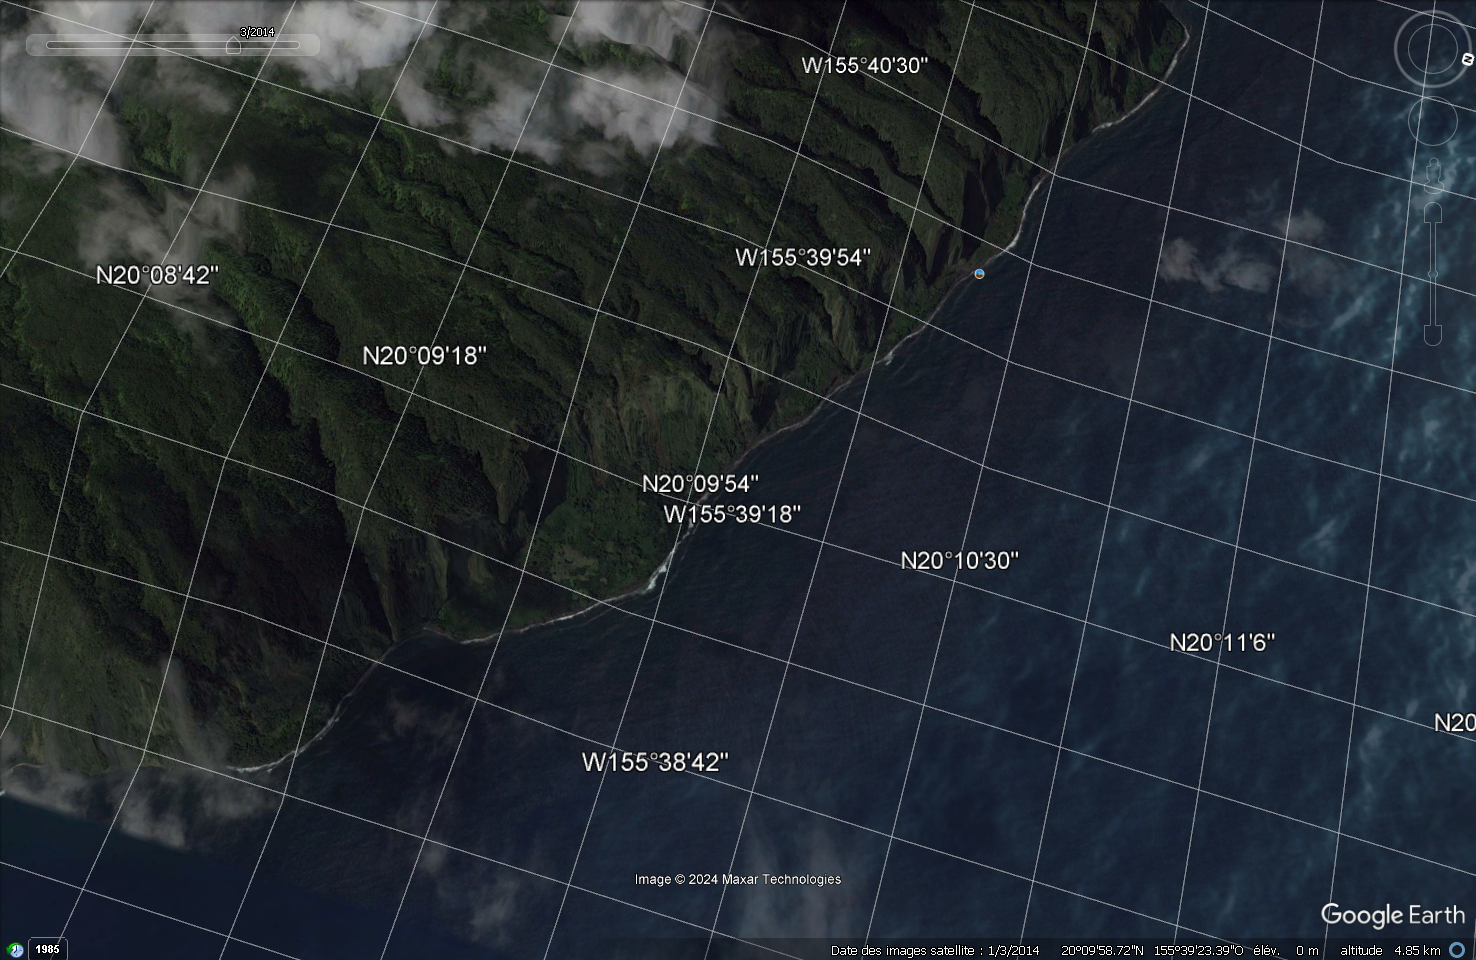 3/2014
W155°40'30"
N
W155°39'54"
N20°08'42"
N20°09'18"
N20°09'54"
W155°39'18"
N20°10'30"
N20°11'6"
N20
W155°38'42"
Image © 2024 Maxar Technologies
Google Earth
1985
Date des images satellite : 1/3/2014 20°09'58.72"N 155°39'23.39"O élév. 0 m altitude 4.85 km